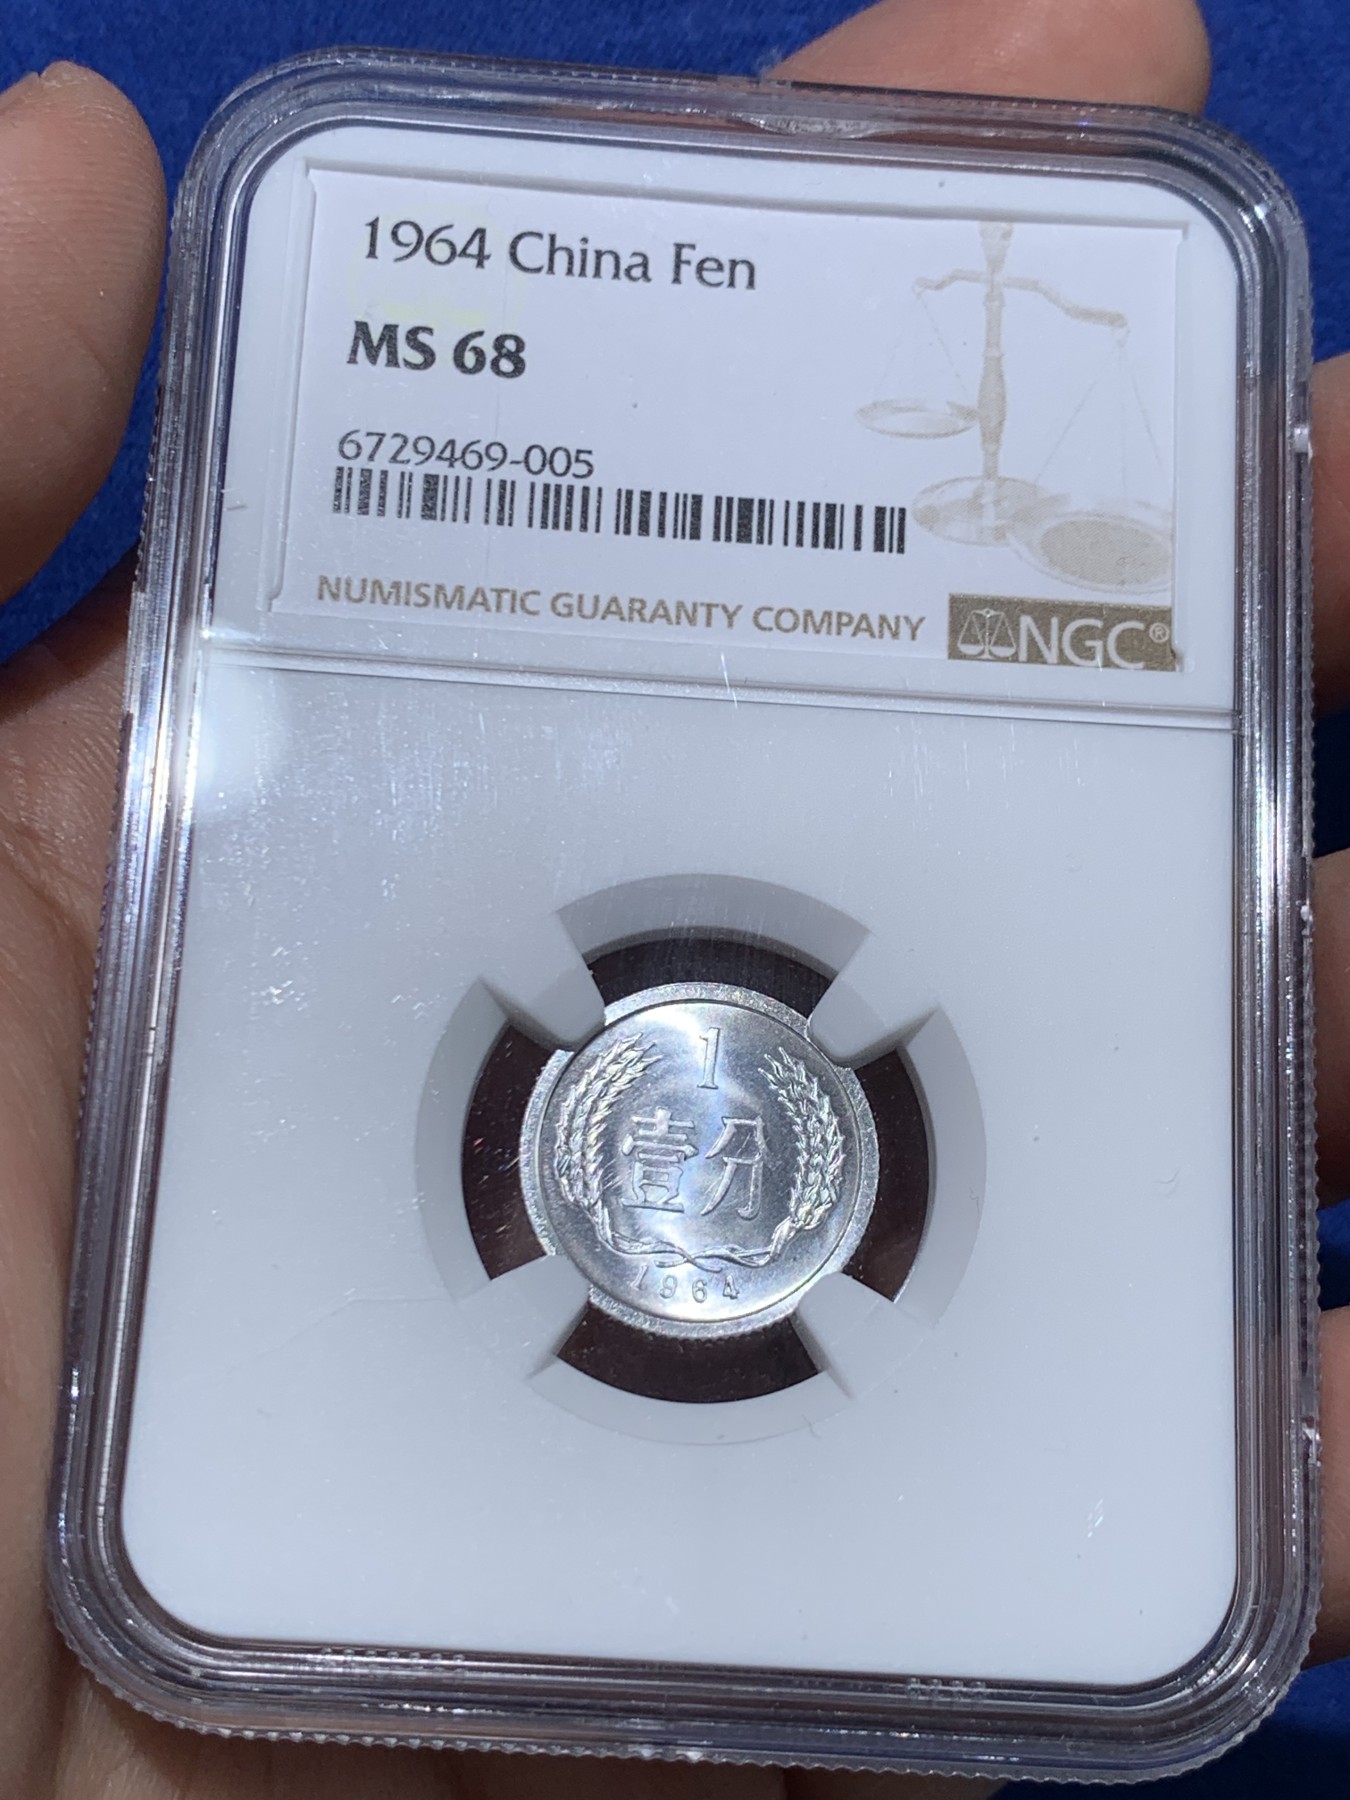 1964 China Fen
MS 68
6729469-005
NUMISMATIC GUARANTY COMPANY
NGC®
1
壹分
1964